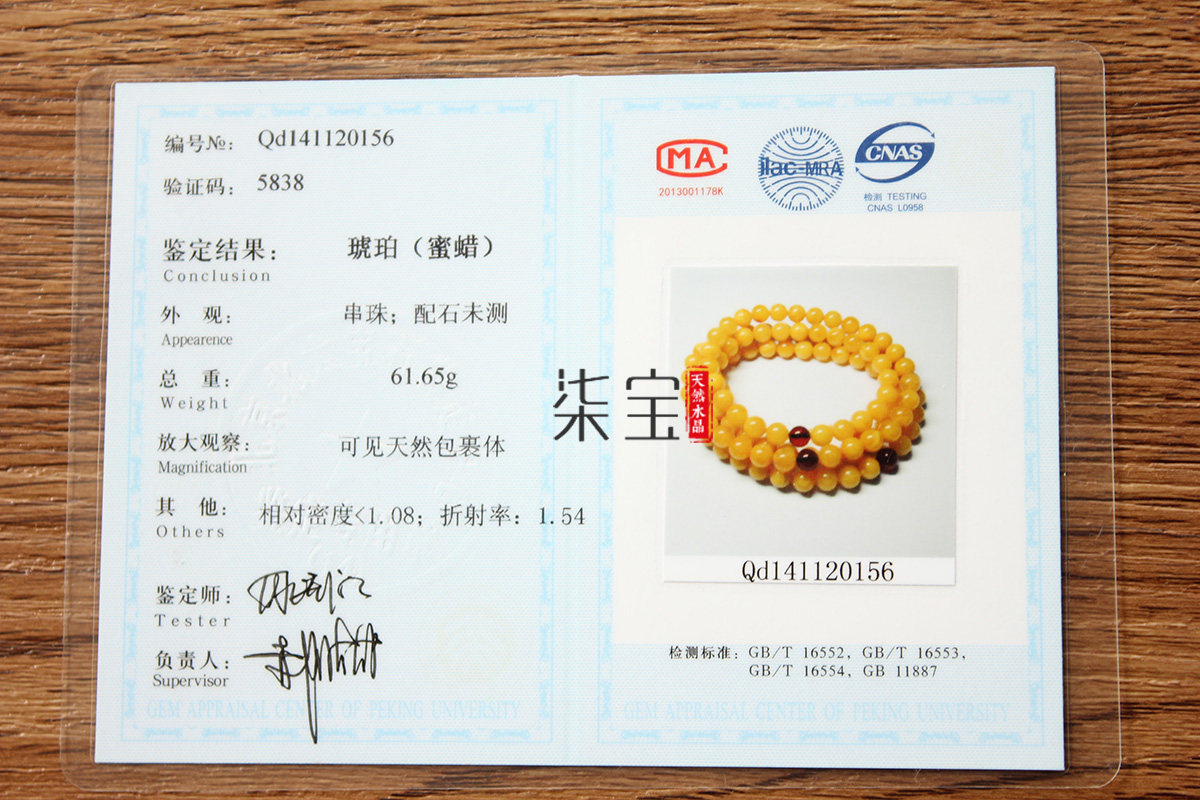 编号№: Qd141120156
验证码: 5838
鉴定结果: 琥珀（蜜蜡）
Conclusion
外 观: 串珠；配石未测
Appearence
总 重: 61.65g
Weight
放大观察: 可见天然包裹体
Magnification
其 他: 相对密度<1.08；折射率：1.54
Others
鉴定师:
Tester
负责人:
Supervisor
GEM APPRAISAL CENTER OF PEKING UNIVERSITY
MA
2013001178K
ilac-MRA
CNAS
检测 TESTING
CNAS L0958
柒宝
天然水晶
Qd141120156
检测标准: GB/T 16552, GB/T 16553,
GB/T 16554, GB 11887
GEM APPRAISAL CENTER OF PEKING UNIVERSITY